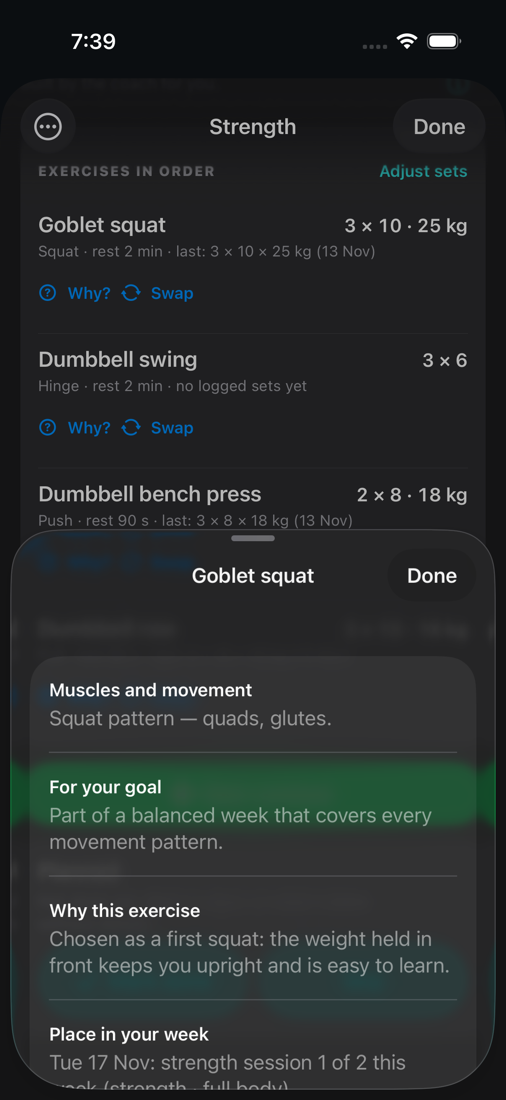 7:39
Strength
Done
EXERCISES IN ORDER
Adjust sets
Goblet squat
3 × 10 · 25 kg
Squat · rest 2 min · last: 3 × 10 × 25 kg (13 Nov)
Why? Swap
Dumbbell swing
3 × 6
Hinge · rest 2 min · no logged sets yet
Why? Swap
Dumbbell bench press
2 × 8 · 18 kg
Push · rest 90 s · last: 3 × 8 × 18 kg (13 Nov)
Goblet squat
Done
Muscles and movement
Squat pattern — quads, glutes.
For your goal
Part of a balanced week that covers every
movement pattern.
Why this exercise
Chosen as a first squat: the weight held in
front keeps you upright and is easy to learn.
Place in your week
Tue 17 Nov: strength session 1 of 2 this
week (strength · full body)